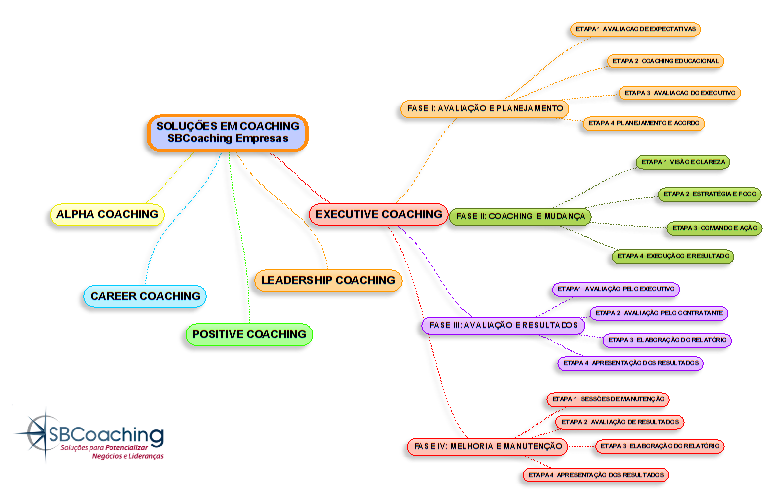 SOLUÇÕES EM COACHING
SBCoaching Empresas
ALPHA COACHING
CAREER COACHING
POSITIVE COACHING
LEADERSHIP COACHING
EXECUTIVE COACHING
FASE I: AVALIAÇÃO E PLANEJAMENTO
ETAPA 1 AVALIACAO DE EXPECTATIVAS
ETAPA 2 COACHING EDUCACIONAL
ETAPA 3 AVALIACAO DO EXECUTIVO
ETAPA 4 PLANEJAMENTO E ACORDO
FASE II: COACHING E MUDANÇA
ETAPA 1 VISÃO E CLAREZA
ETAPA 2 ESTRATÉGIA E FOCO
ETAPA 3 COMANDO E AÇÃO
ETAPA 4 EXECUÇÃO E RESULTADO
FASE III: AVALIAÇÃO E RESULTADOS
ETAPA1 AVALIAÇÃO PELO EXECUTIVO
ETAPA 2 AVALIAÇÃO PELO CONTRATANTE
ETAPA 3 ELABORAÇÃO DO RELATÓRIO
ETAPA 4 APRESENTAÇÃO DOS RESULTADOS
FASE IV: MELHORIA E MANUTENÇÃO
ETAPA 1 SESSÕES DE MANUTENÇÃO
ETAPA 2 AVALIAÇÃO DE RESULTADOS
ETAPA 3 ELABORAÇÃO DO RELATÓRIO
ETAPA 4 APRESENTAÇÃO DOS RESULTADOS
SBCoaching
Soluções para Potencializar
Negócios e Lideranças